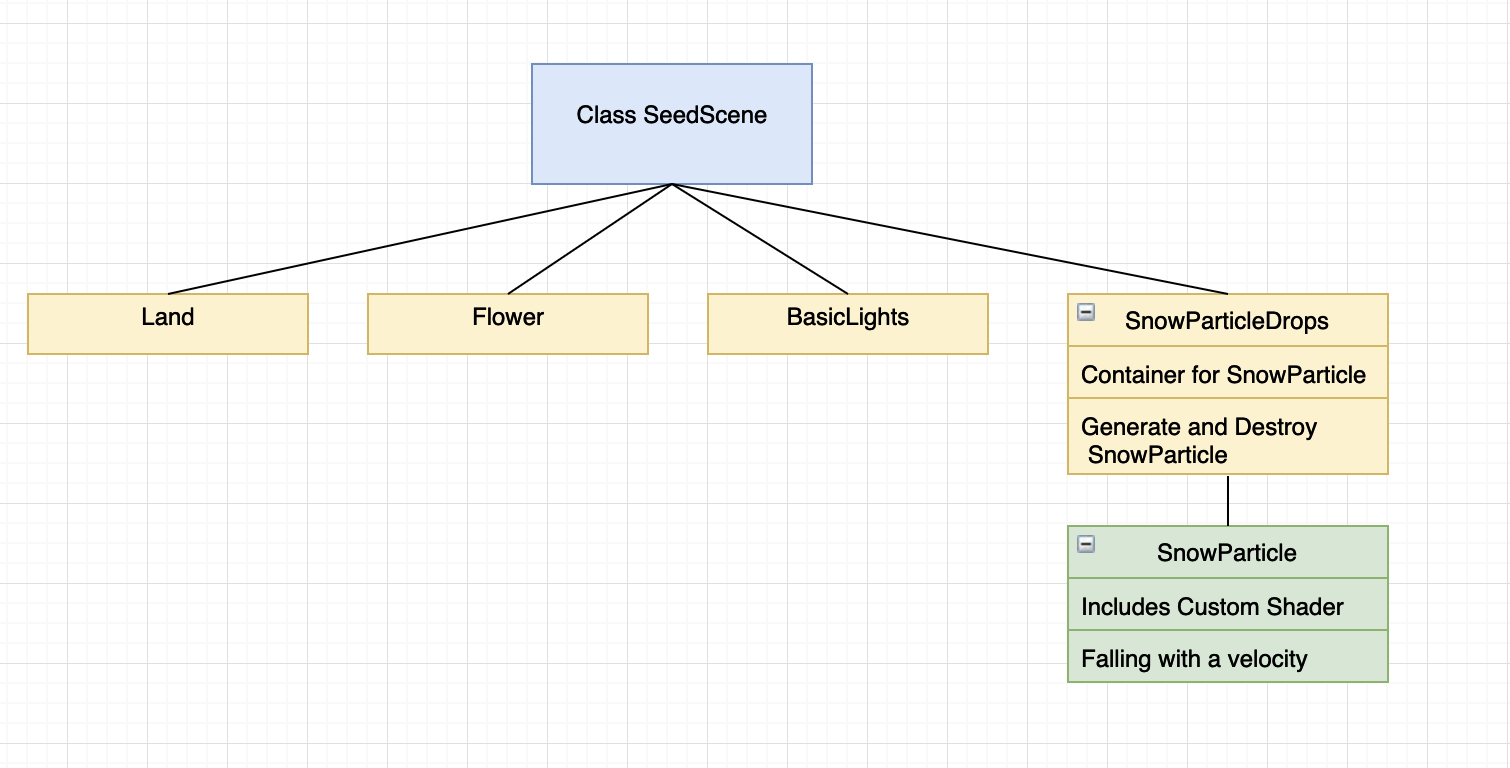 Class SeedScene
Land
Flower
BasicLights
SnowParticleDrops
Container for SnowParticle
Generate and Destroy
SnowParticle
SnowParticle
Includes Custom Shader
Falling with a velocity